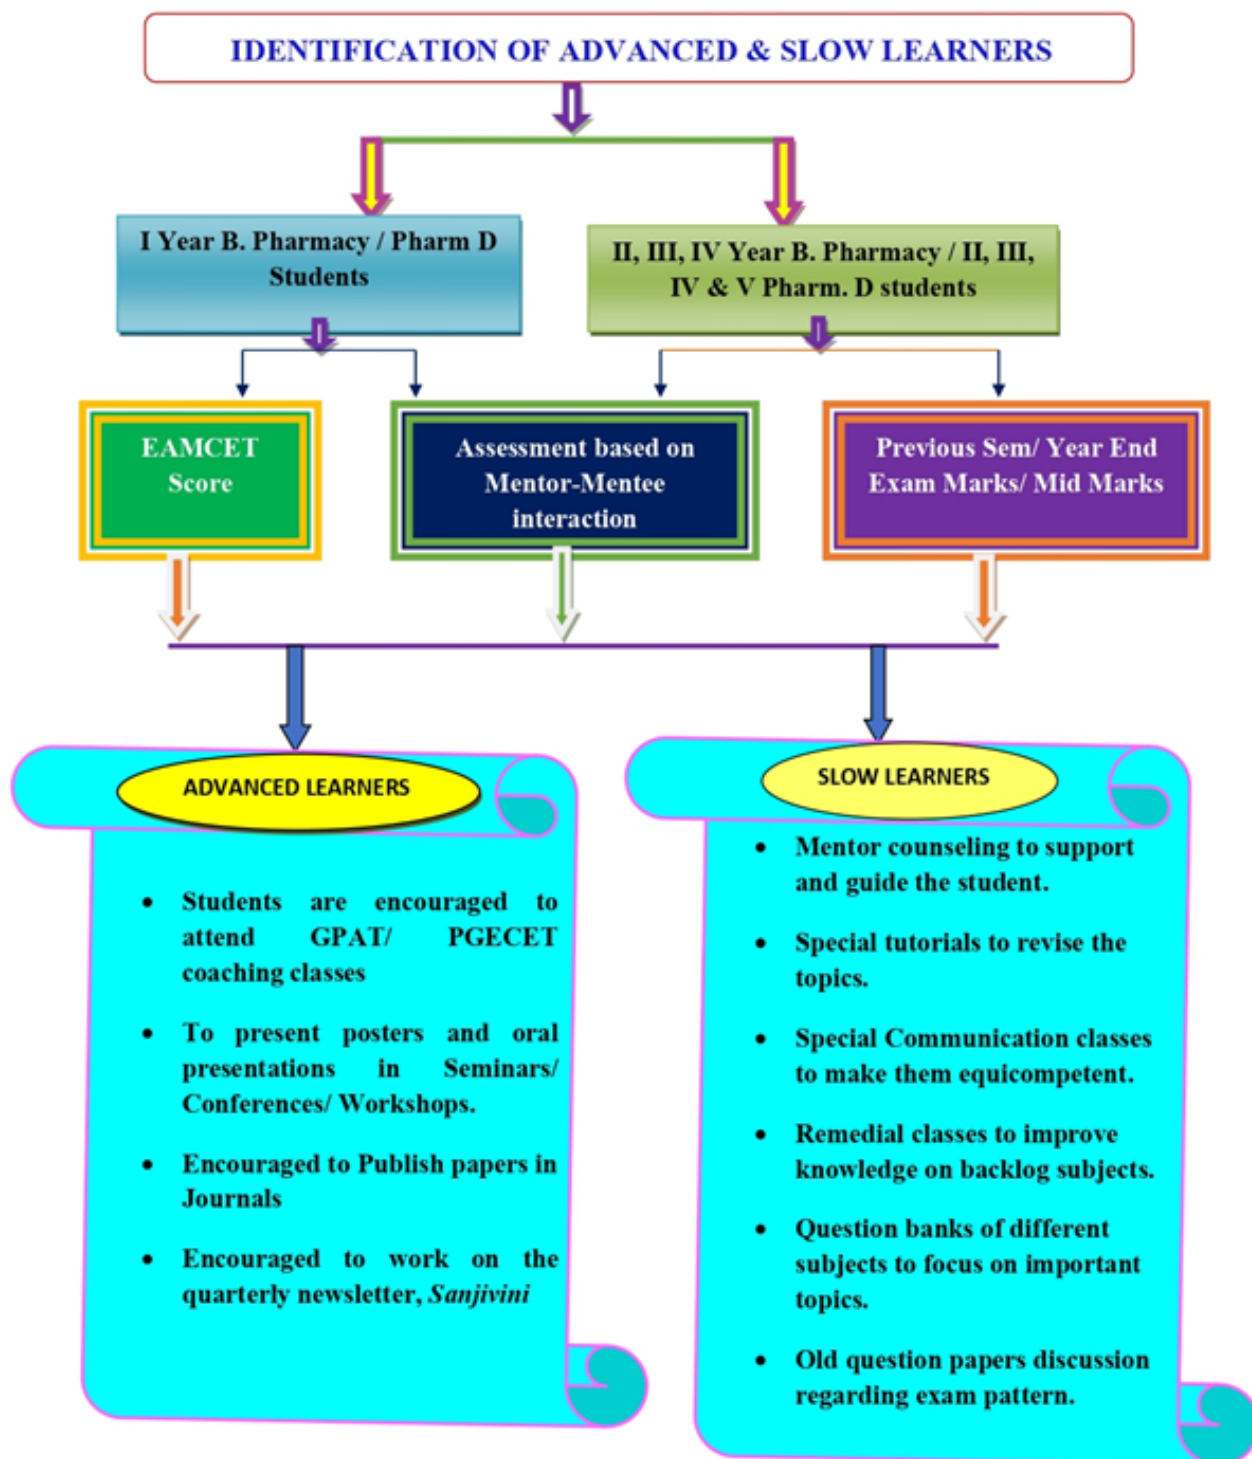 IDENTIFICATION OF ADVANCED & SLOW LEARNERS
I Year B. Pharmacy / Pharm D
Students
II, III, IV Year B. Pharmacy / II, III,
IV & V Pharm. D students
EAMCET
Score
Assessment based on
Mentor-Mentee
interaction
Previous Sem/ Year End
Exam Marks/ Mid Marks
ADVANCED LEARNERS
• Students are encouraged to
attend GPAT/ PGECET
coaching classes
• To present posters and oral
presentations in Seminars/
Conferences/ Workshops.
• Encouraged to Publish papers in
Journals
• Encouraged to work on the
quarterly newsletter, Sanjivini
SLOW LEARNERS
• Mentor counseling to support
and guide the student.
• Special tutorials to revise the
topics.
• Special Communication classes
to make them equicompetent.
• Remedial classes to improve
knowledge on backlog subjects.
• Question banks of different
subjects to focus on important
topics.
• Old question papers discussion
regarding exam pattern.